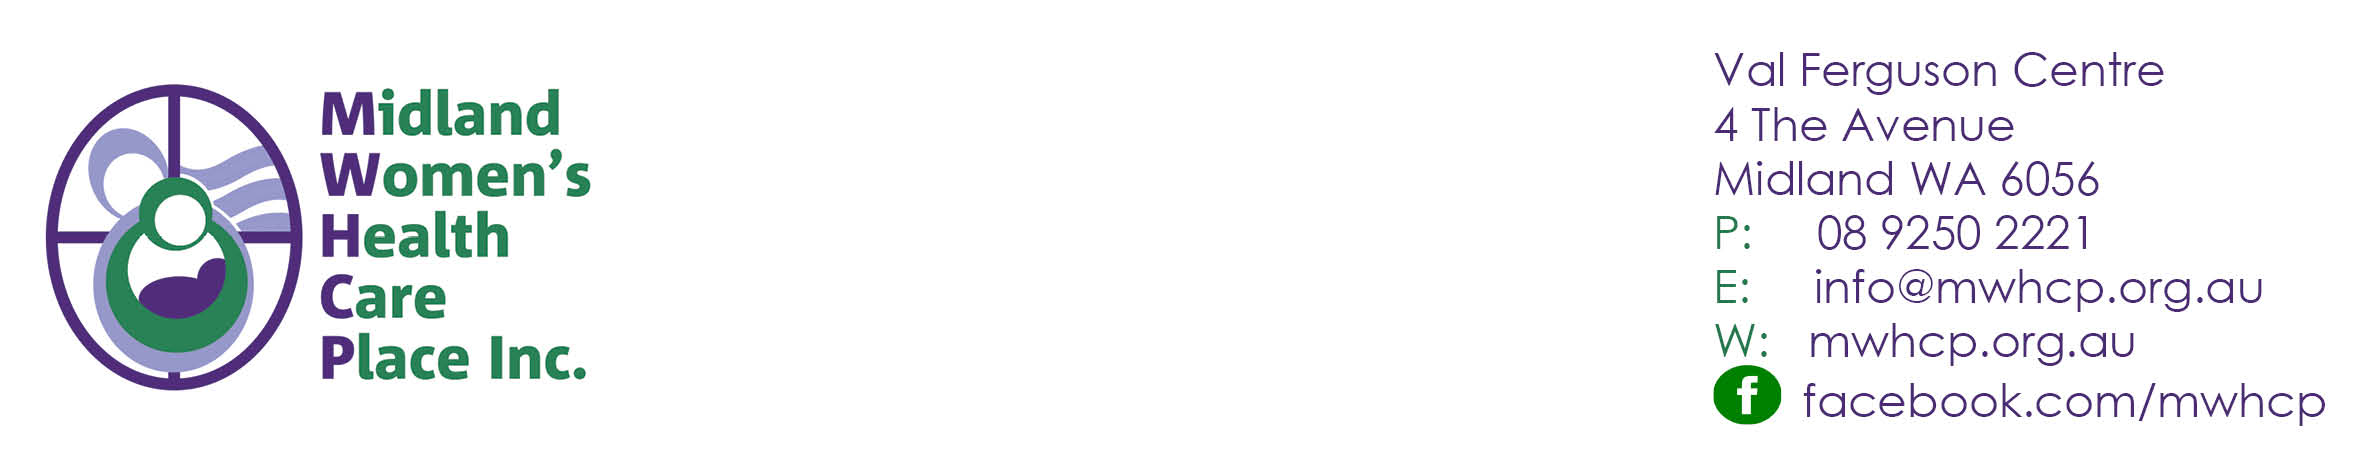 Midland
Women's
Health
Care
Place Inc.
Val Ferguson Centre
4 The Avenue
Midland WA 6056
P: 08 9250 2221
E: info@mwhcp.org.au
W: mwhcp.org.au
f facebook.com/mwhcp